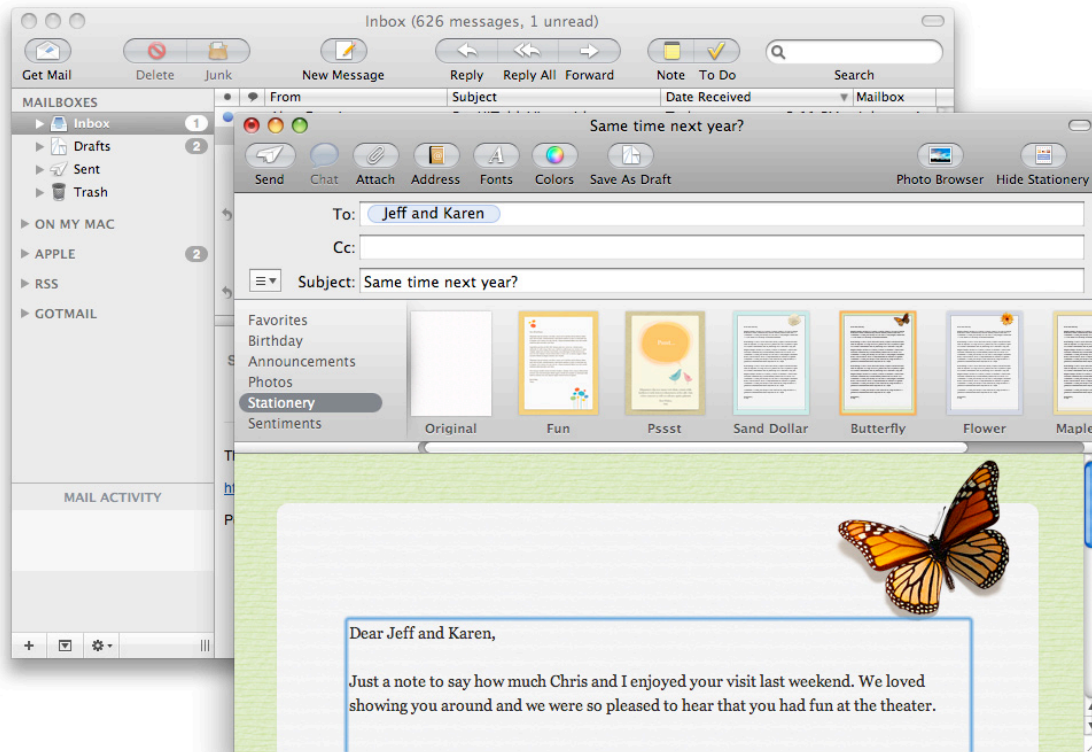 Inbox (626 messages, 1 unread)
Get Mail Delete Junk New Message Reply Reply All Forward Note To Do Search
MAILBOXES
Inbox 1
Drafts 2
Sent
Trash
ON MY MAC
APPLE 2
RSS
GOTMAIL
MAIL ACTIVITY
From Subject Date Received Mailbox
Same time next year?
Send Chat Attach Address Fonts Colors Save As Draft Photo Browser Hide Stationery
To: Jeff and Karen
Cc:
Subject: Same time next year?
Favorites
Birthday
Announcements
Photos
Stationery
Sentiments
Original Fun Pssst Sand Dollar Butterfly Flower Maple
Dear Jeff and Karen,
Just a note to say how much Chris and I enjoyed your visit last weekend. We loved
showing you around and we were so pleased to hear that you had fun at the theater.